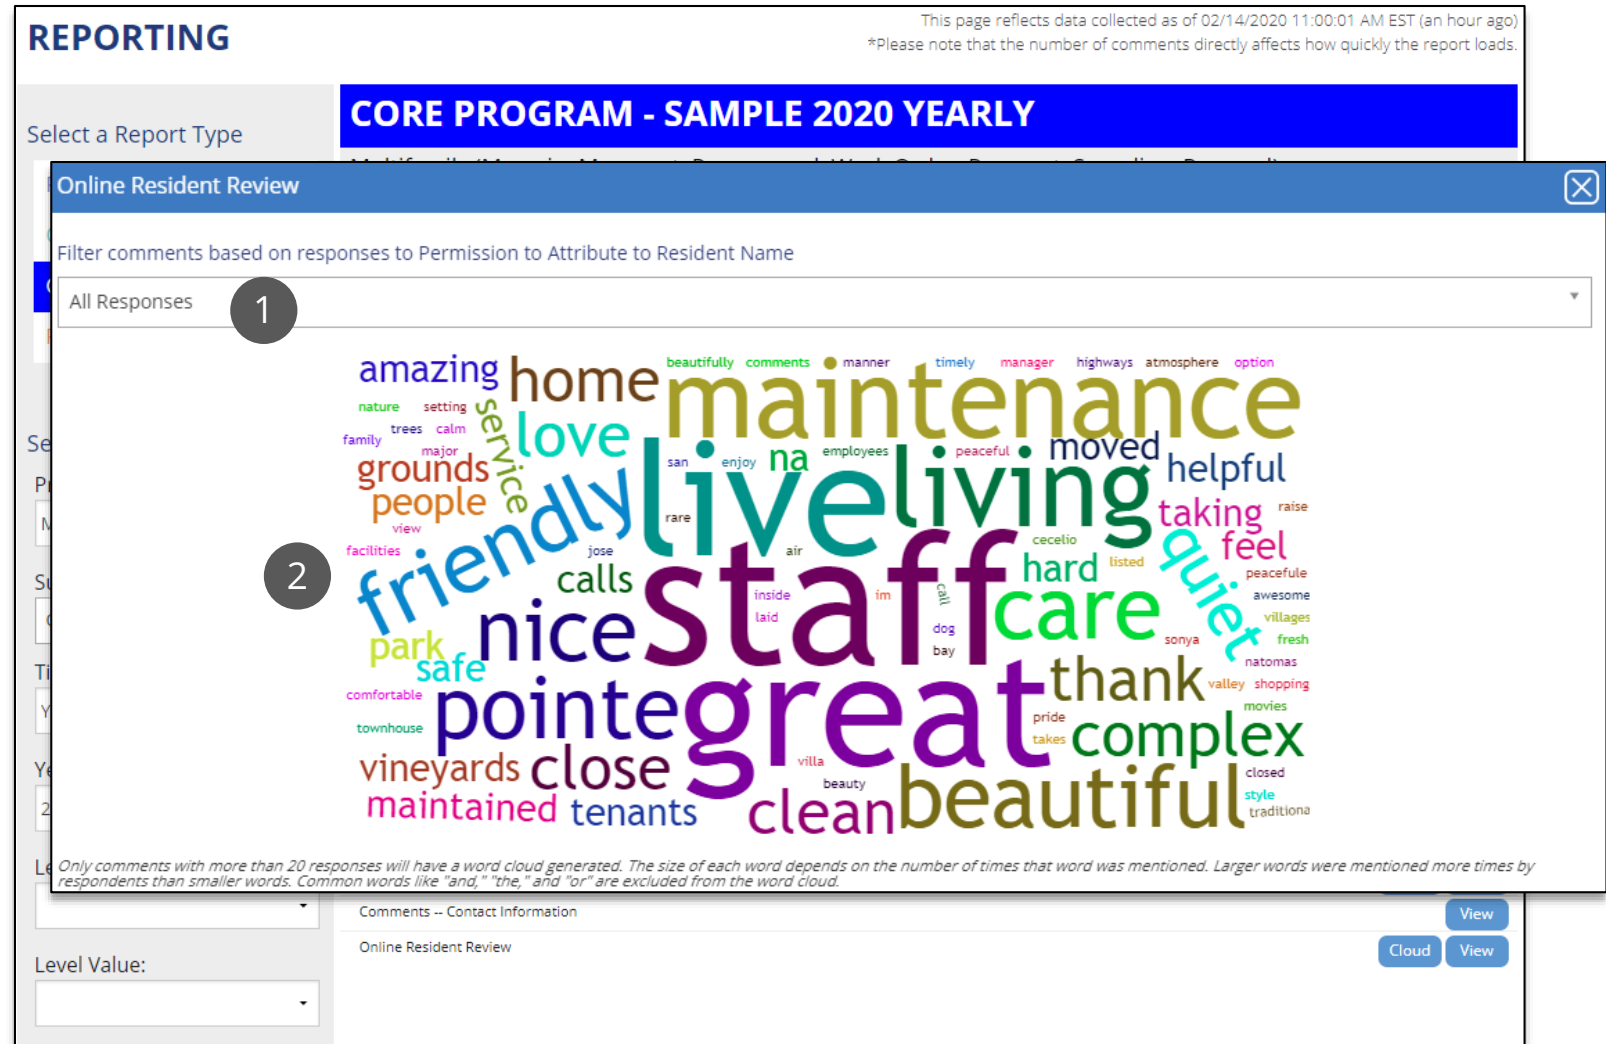 REPORTING
This page reflects data collected as of 02/14/2020 11:00:01 AM EST (an hour ago)
*Please note that the number of comments directly affects how quickly the report loads.
Select a Report Type
CORE PROGRAM - SAMPLE 2020 YEARLY
Online Resident Review
Filter comments based on responses to Permission to Attribute to Resident Name
All Responses
1
beautifully comments manner timely manager highways atmosphere option
amazing home maintenance
nature setting service love
trees calm
family major
san enjoy na employees peaceful moved
grounds live living helpful
people friendly
view rare taking raise
facilities jose air cecelio quiet feel
2
calls staff hard listed
peacefule
inside im call care awesome
laid villages
nice dog fresh
park bay sonya
safe natomas
comfortable thank valley shopping
pointe great movies
townhouse pride
takes complex
vineyards close villa closed
beauty
beautiful style
maintained tenants clean traditiona
Only comments with more than 20 responses will have a word cloud generated. The size of each word depends on the number of times that word was mentioned. Larger words were mentioned more times by
respondents than smaller words. Common words like "and," "the," and "or" are excluded from the word cloud.
Comments -- Contact Information
View
Online Resident Review
Cloud View
Level Value: